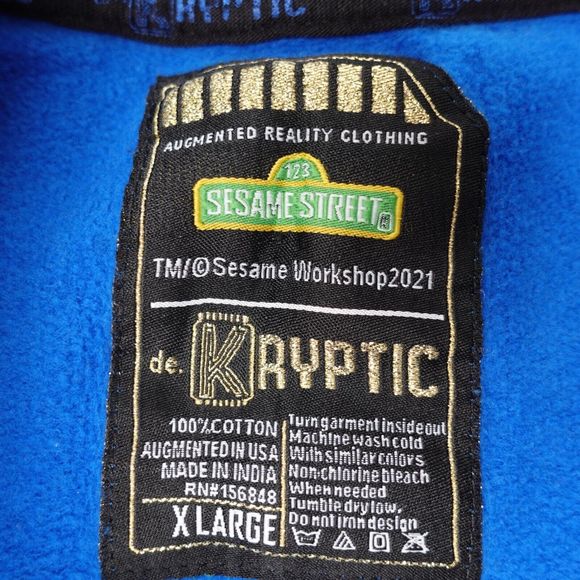 KRYPTIC
AUGMENTED REALITY CLOTHING
123
SESAME STREET
TM/©Sesame Workshop2021
de. KRYPTIC
100%COTTON
AUGMENTED IN USA
MADE IN INDIA
RN#156848
X LARGE
Turn garment inside out
Machine wash cold
With similar colors
Non-chlorine bleach
When needed
Tumble dry low.
Do not iron design